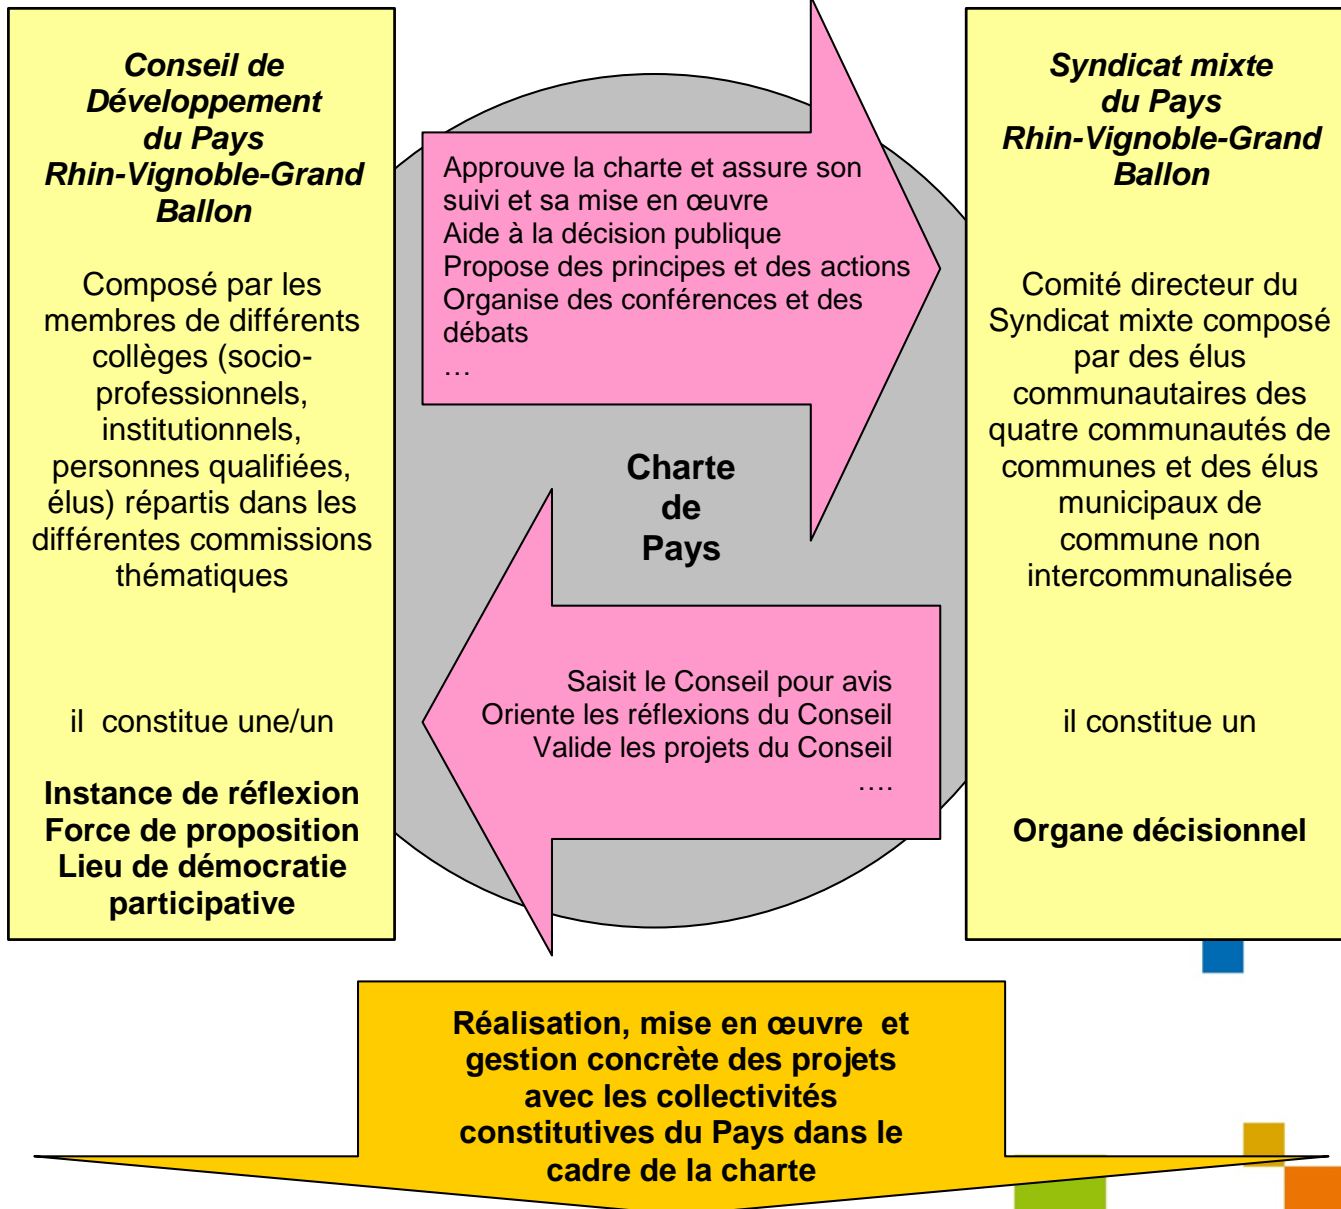 Conseil de
Développement
du Pays
Rhin-Vignoble-Grand
Ballon
Composé par les
membres de différents
collèges (socio-
professionnels,
institutionnels,
personnes qualifiées,
élus) répartis dans les
différentes commissions
thématiques
il  constitue une/un
Instance de réflexion
Force de proposition
Lieu de démocratie
participative
Approuve la charte et assure son
suivi et sa mise en œuvre
Aide à la décision publique
Propose des principes et des actions
Organise des conférences et des
débats
…
Charte
de
Pays
Saisit le Conseil pour avis
Oriente les réflexions du Conseil
Valide les projets du Conseil
….
Syndicat mixte
du Pays
Rhin-Vignoble-Grand
Ballon
Comité directeur du
Syndicat mixte composé
par des élus
communautaires des
quatre communautés de
communes et des élus
municipaux de
commune non
intercommunalisée
il constitue un
Organe décisionnel
Réalisation, mise en œuvre  et
gestion concrète des projets
avec les collectivités
constitutives du Pays dans le
cadre de la charte